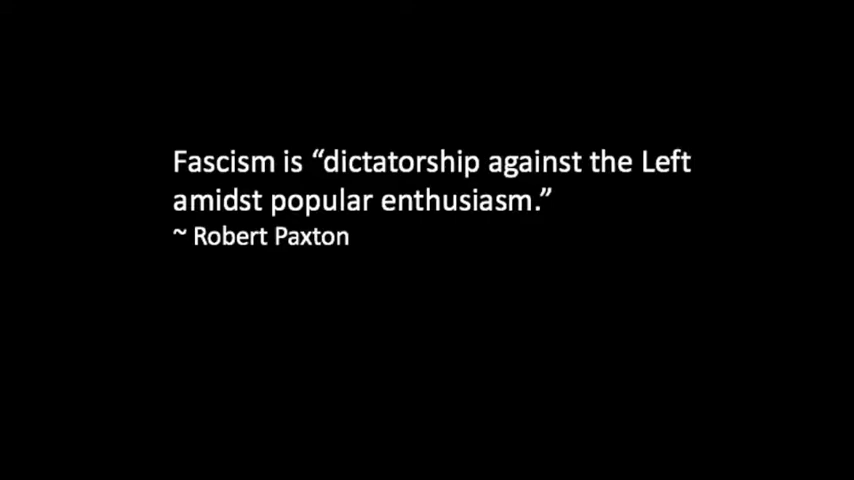 Fascism is “dictatorship against the Left
amidst popular enthusiasm.”
~ Robert Paxton